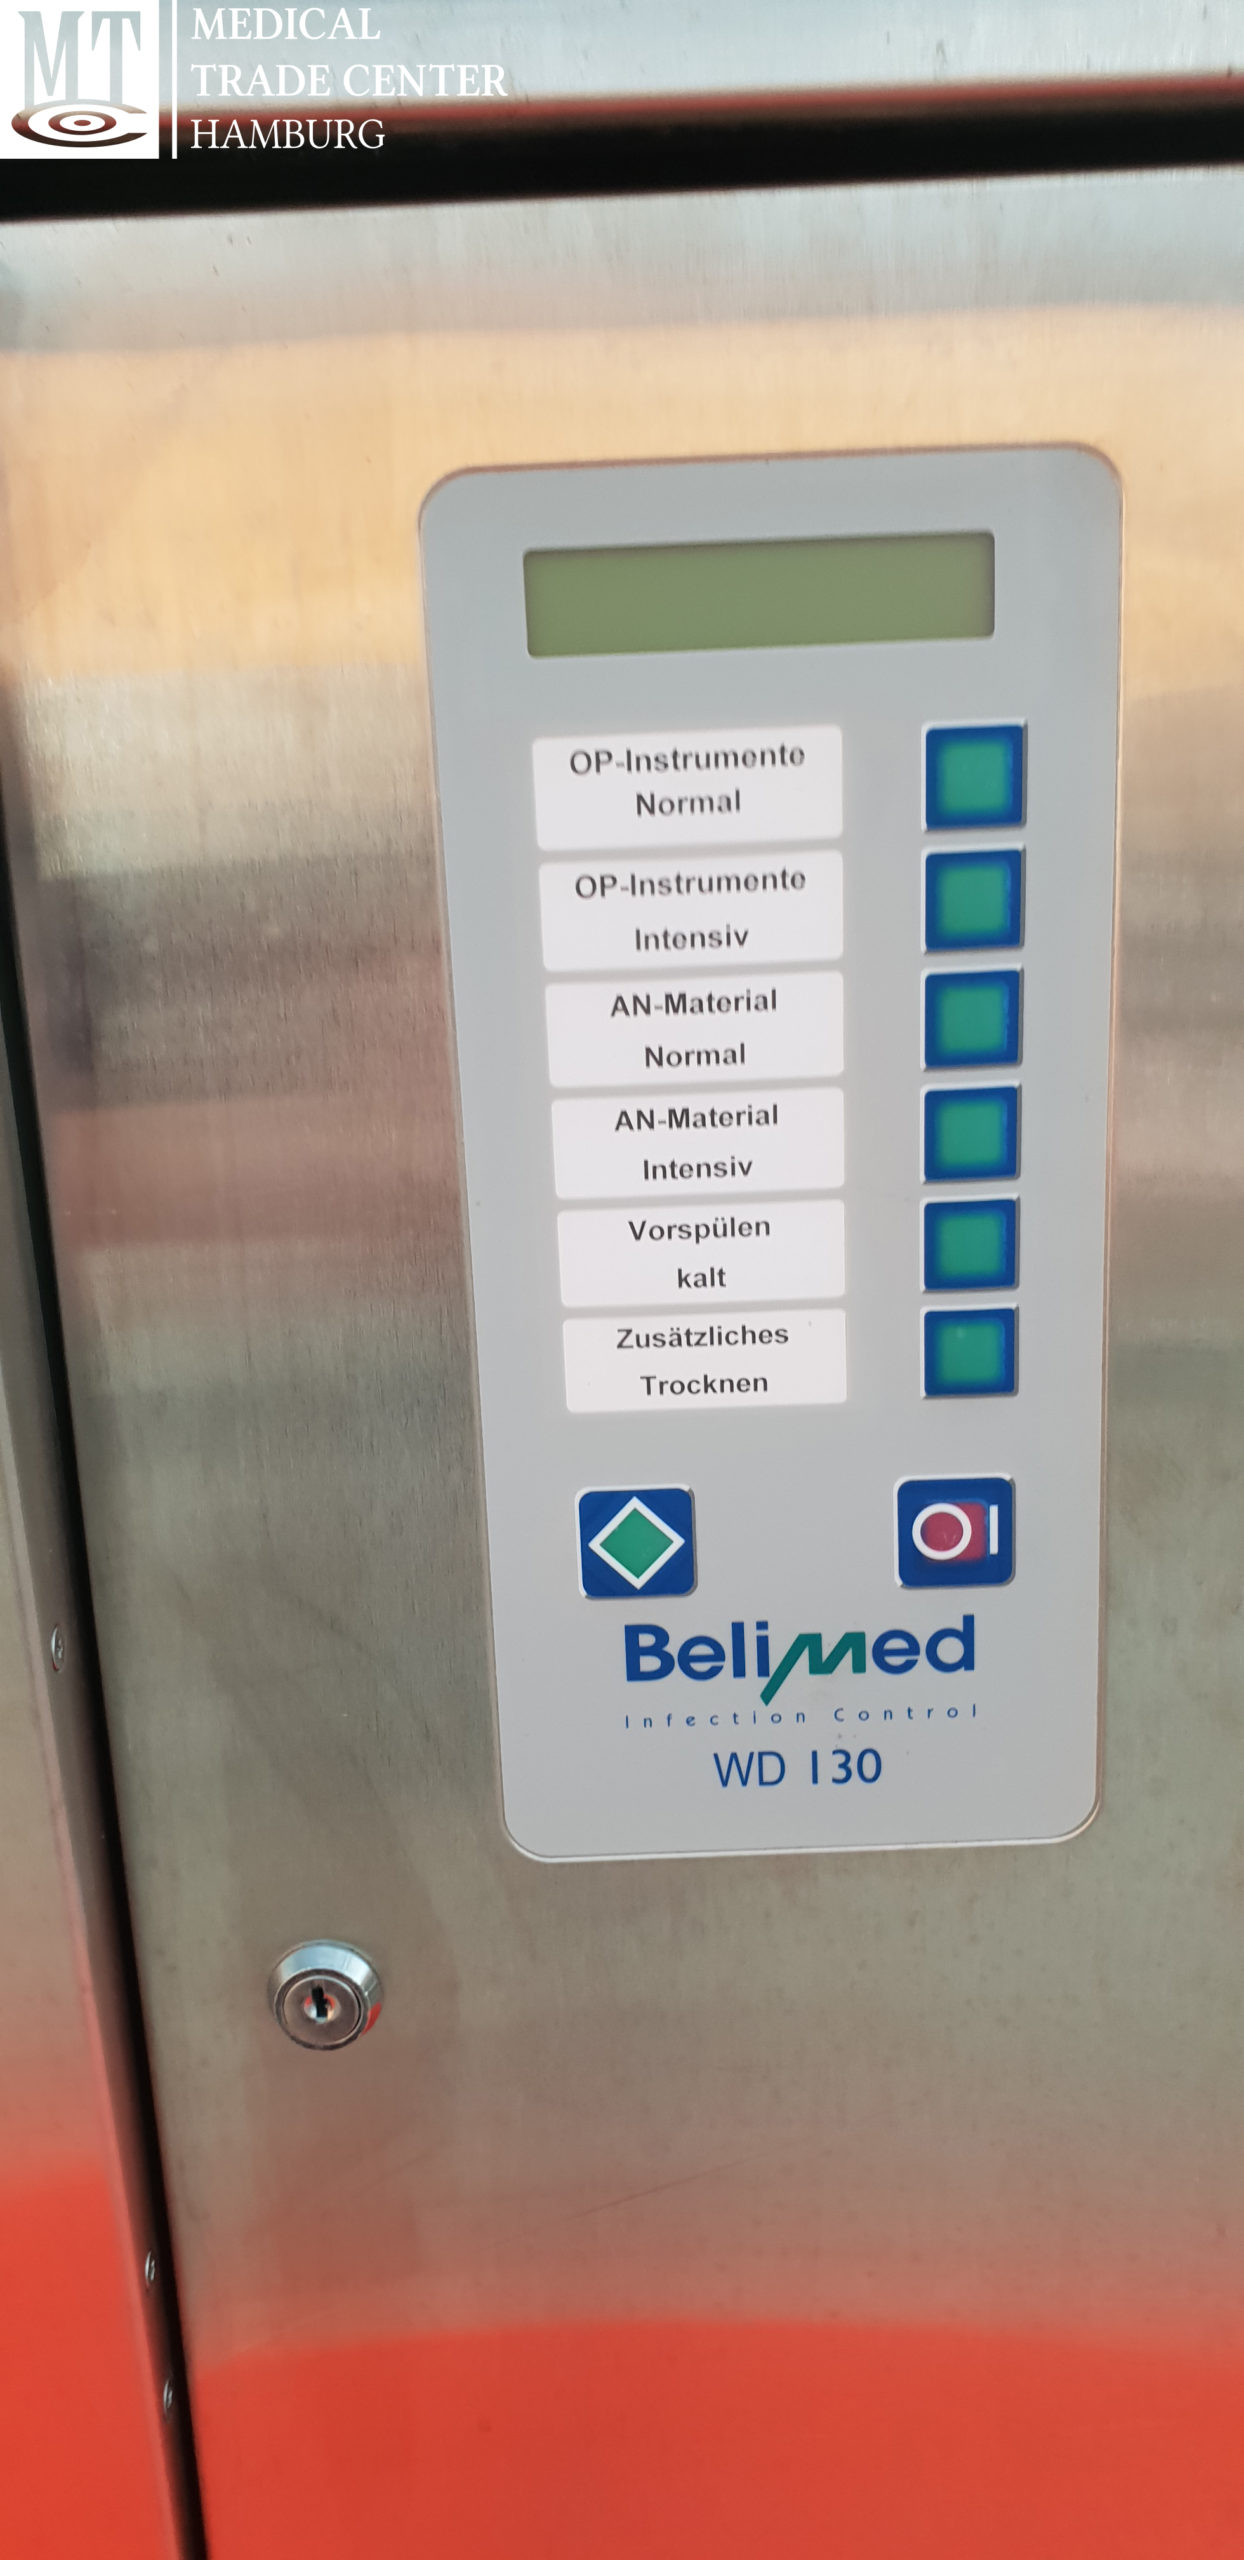 MTC
MEDICAL
TRADE CENTER
HAMBURG
OP-Instrumente
Normal
OP-Instrumente
Intensiv
AN-Material
Normal
AN-Material
Intensiv
Vorspülen
kalt
Zusätzliches
Trocknen
BeliMed
Infection Control
WD 130